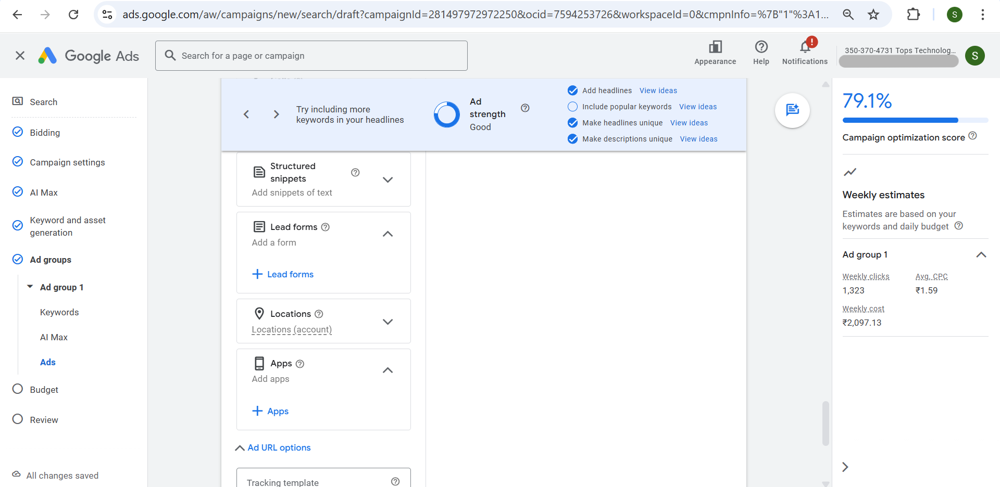 ads.google.com/aw/campaigns/new/search/draft?campaignId=281497972972250&ocid=7594253726&workspaceId=0&cmpnInfo=%7B"1"%3A1...
S
Google Ads
Search for a page or campaign
Appearance
Help
!
Notifications
350-370-4731 Tops Technolog...
S
Search
Bidding
Campaign settings
AI Max
Keyword and asset
generation
Ad groups
Ad group 1
Keywords
AI Max
Ads
Budget
Review
All changes saved
Try including more
keywords in your headlines
Ad
strength
Good
Add headlines View ideas
Include popular keywords View ideas
Make headlines unique View ideas
Make descriptions unique View ideas
Structured
snippets
Add snippets of text
Lead forms
Add a form
+ Lead forms
Locations
Locations (account)
Apps
Add apps
+ Apps
Ad URL options
Tracking template
79.1%
Campaign optimization score
Weekly estimates
Estimates are based on your
keywords and daily budget
Ad group 1
Weekly clicks Avg. CPC
1,323 ₹1.59
Weekly cost
₹2,097.13